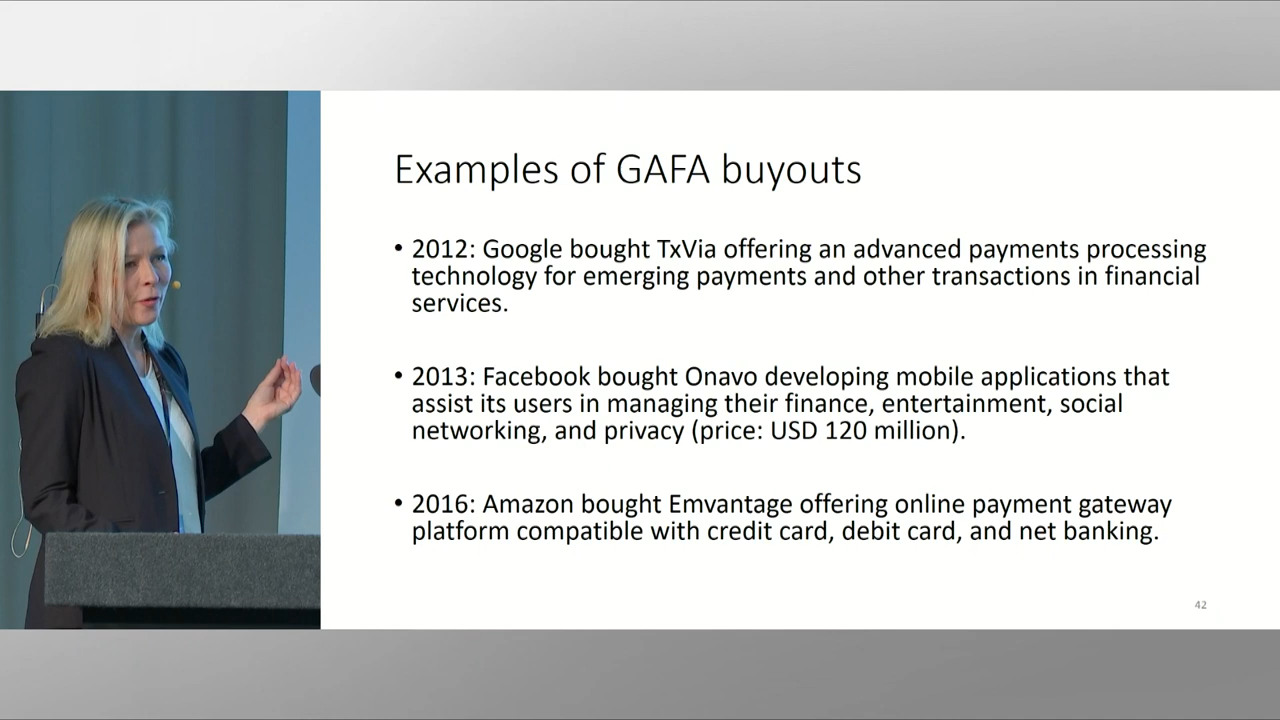 Examples of GAFA buyouts
• 2012: Google bought TxVia offering an advanced payments processing
technology for emerging payments and other transactions in financial
services.
• 2013: Facebook bought Onavo developing mobile applications that
assist its users in managing their finance, entertainment, social
networking, and privacy (price: USD 120 million).
• 2016: Amazon bought Emvantage offering online payment gateway
platform compatible with credit card, debit card, and net banking.
42